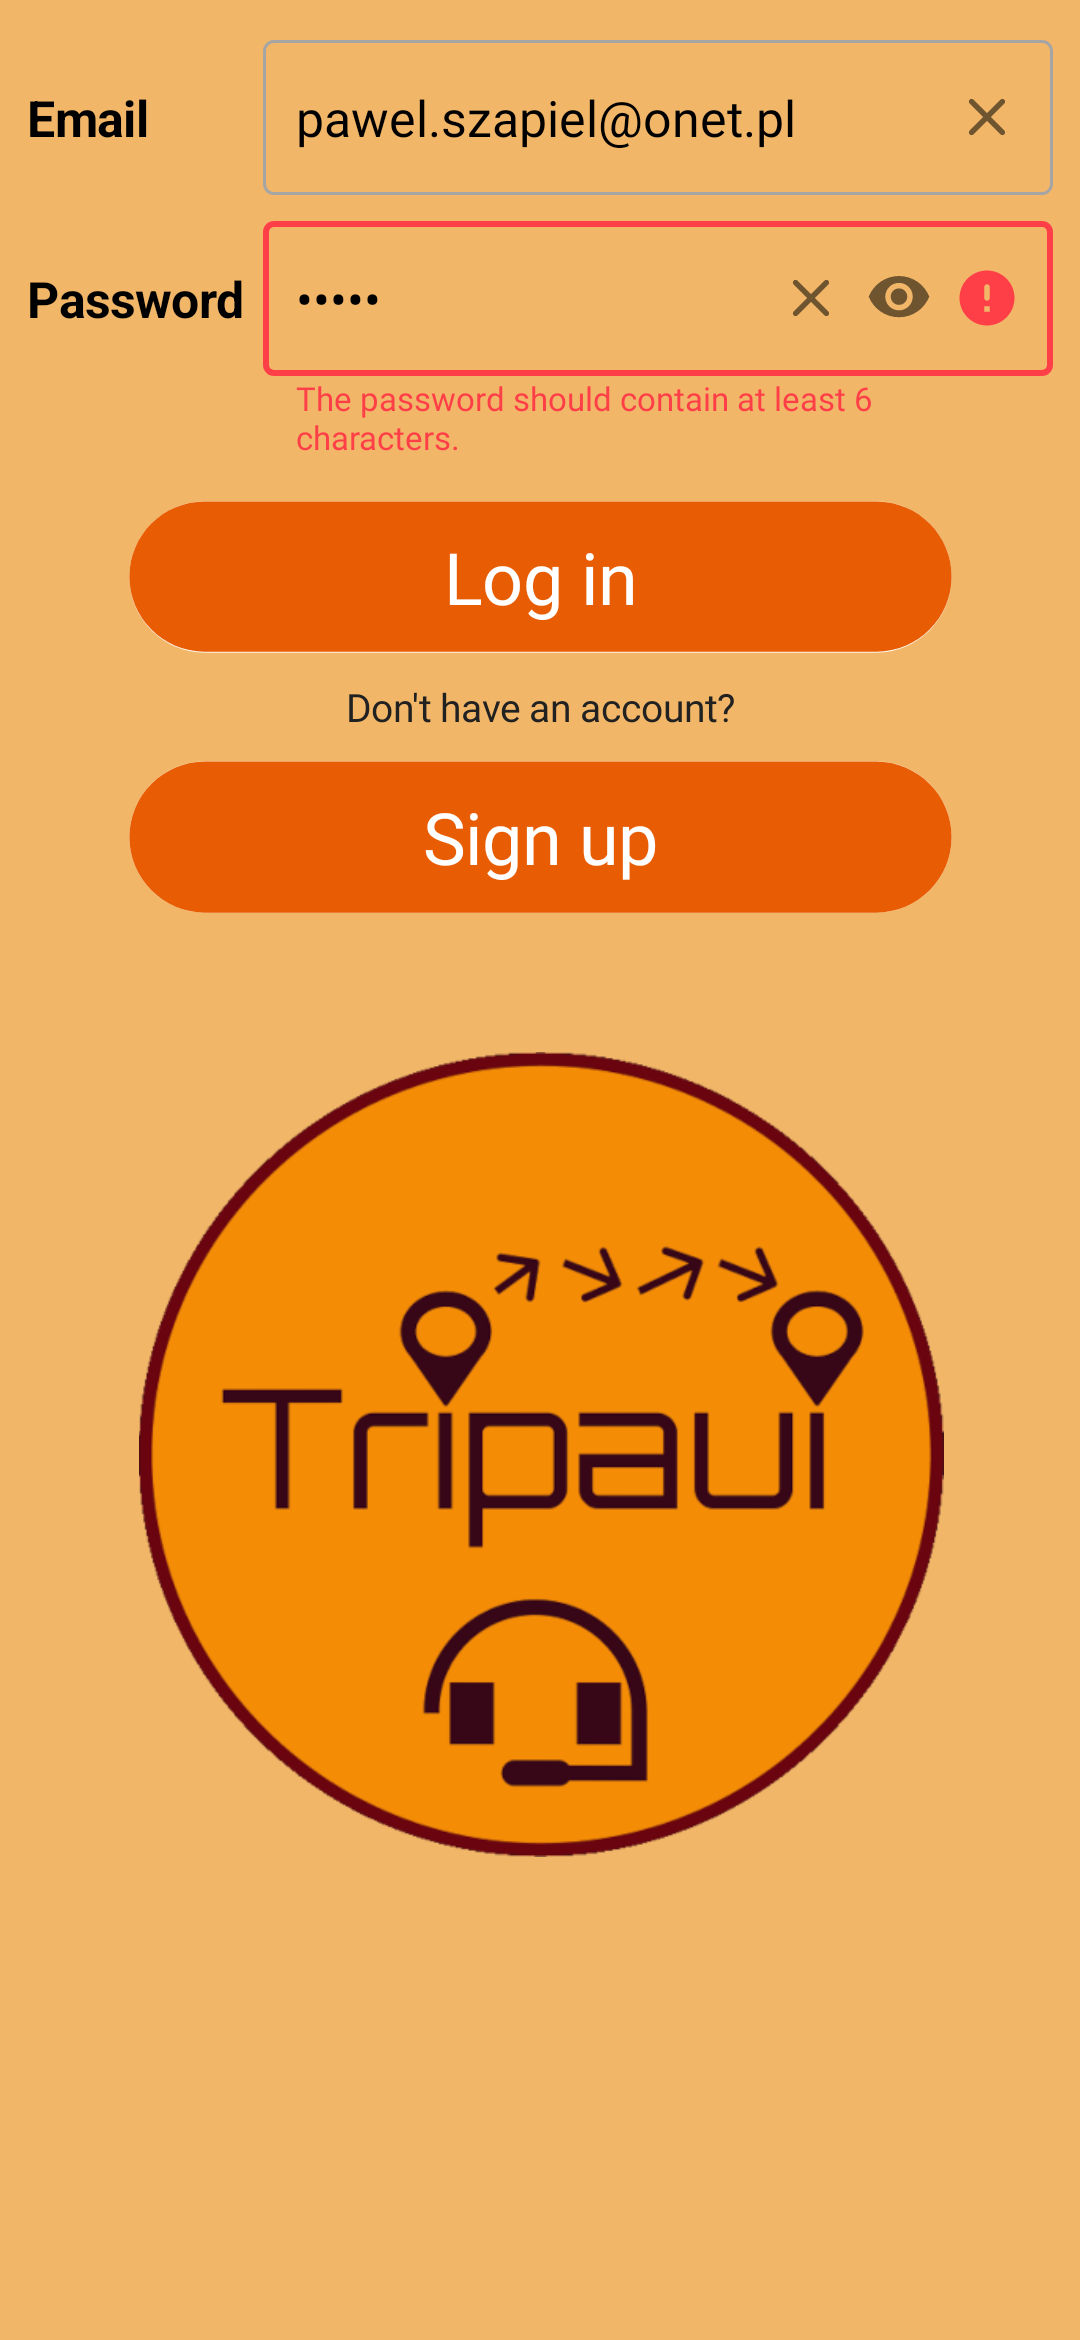 Email
pawel.szapiel@onet.pl
Password
•••••
The password should contain at least 6
characters.
Log in
Don't have an account?
Sign up
Tripaui